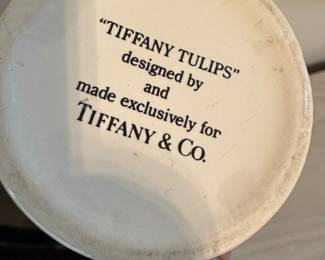 "TIFFANY TULIPS"
designed by
and
made exclusively for
TIFFANY & CO.